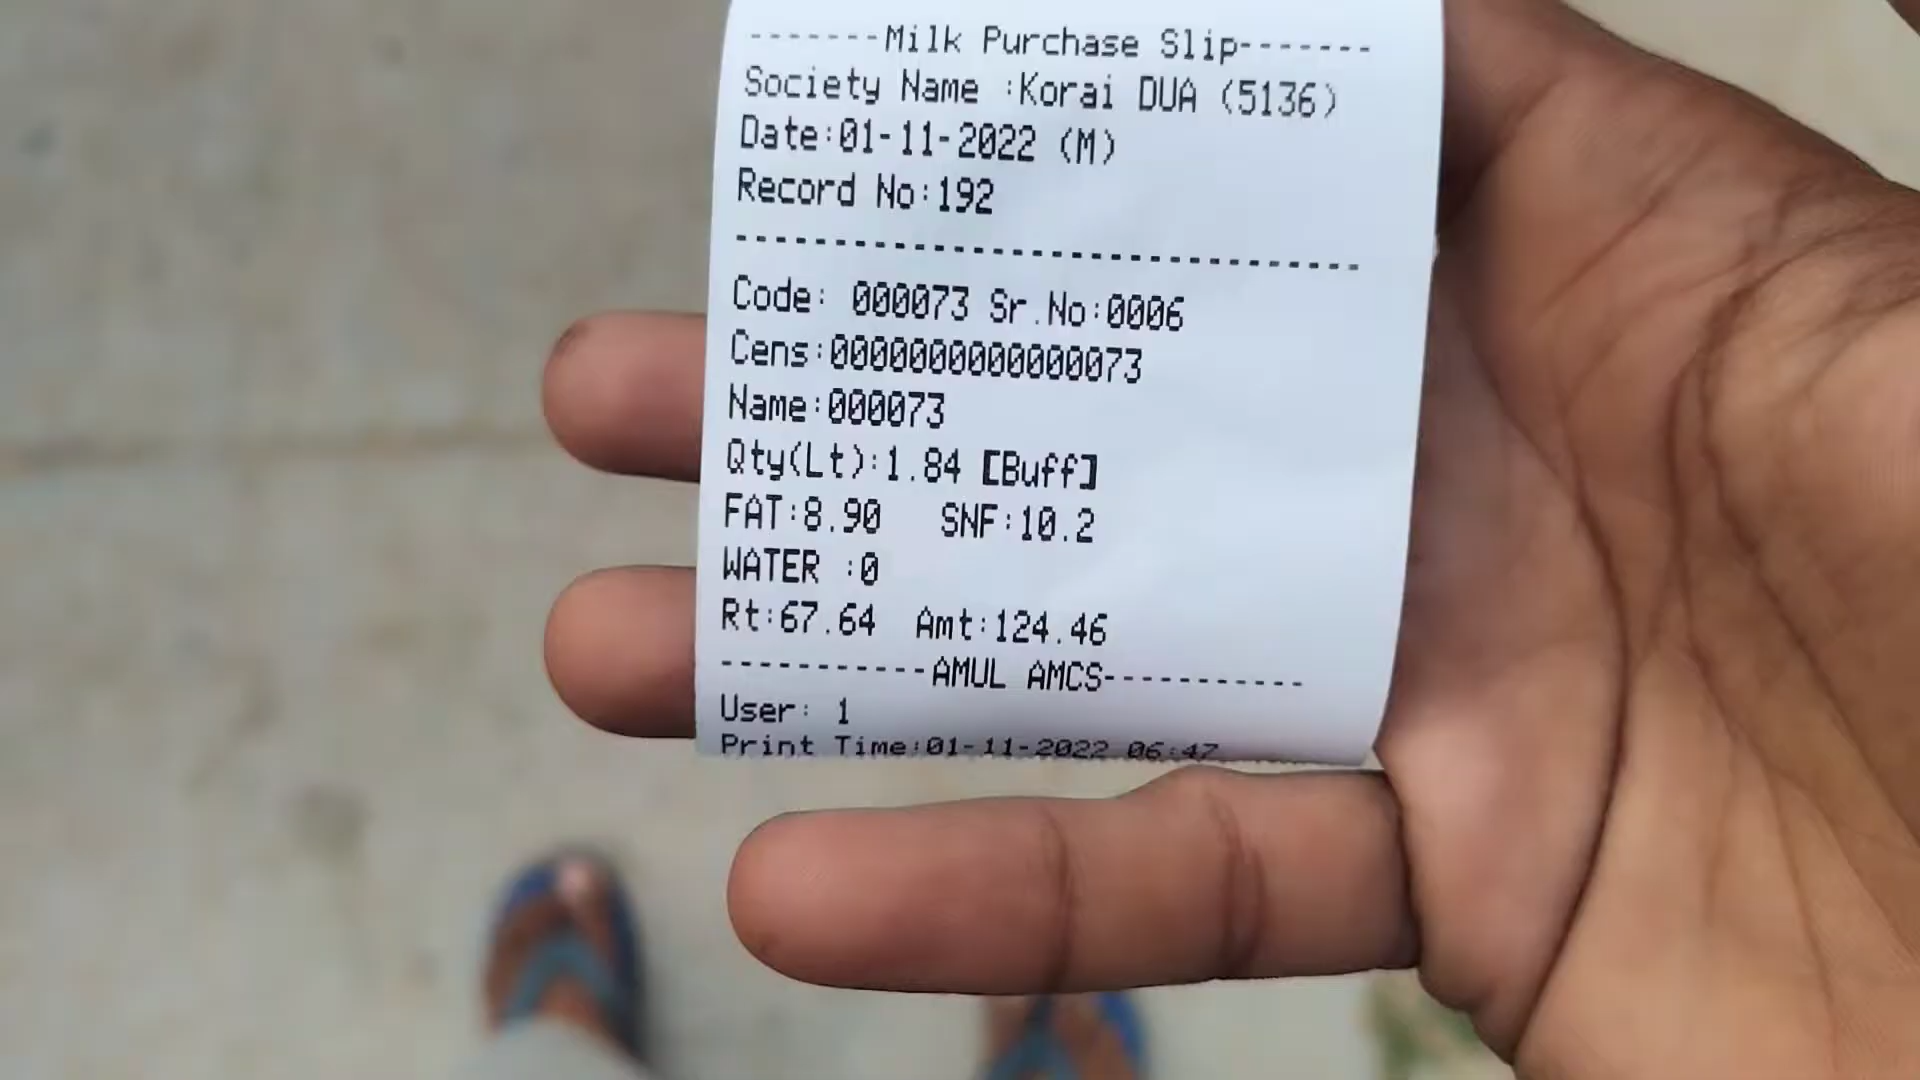 -------Milk Purchase Slip-------
Society Name :Korai DUA (5136)
Date:01-11-2022 (M)
Record No:192
--------------------------------
Code: 000073 Sr.No:0006
Cens:0000000000000073
Name:000073
Qty(Lt):1.84 [Buff]
FAT:8.90 SNF:10.2
WATER :0
Rt:67.64 Amt:124.46
-----------AMUL AMCS-----------
User: 1
Print Time:01-11-2022 06:47